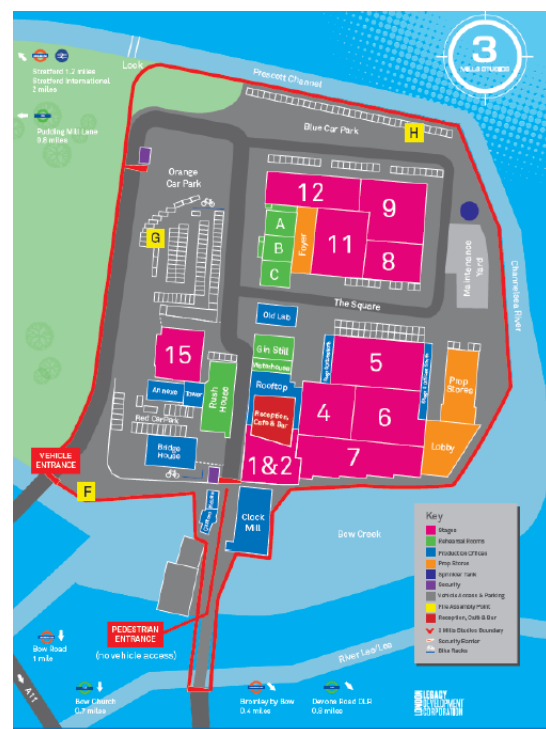 3
MILLS STUDIOS
Stratford 1.2 miles
Stratford International
2 miles
Pudding Mill Lane
0.8 miles
Lock
Prescott Channel
Blue Car Park
H
Orange
Car Park
G
12
9
A
B
C
Foyer
11
8
Maintenance
Yard
Channelsea River
The Square
Old Lab
15
Gin Still
5
Rooftop
Prop
Stores
Annexe
Tower
Rush
House
Reception,
Café & Bar
4
6
Red Car Park
Bridge
House
1&2
7
Lobby
VEHICLE
ENTRANCE
F
Clock
Mill
Bow Creek
Key
Stages
Rehearsal Rooms
Production Offices
Prop Stores
Sprinkler Tank
Security
Vehicle Access & Parking
Fire Assembly Point
Reception, Café & Bar
3 Mills Studios Boundary
Security Barrier
Bike Racks
PEDESTRIAN
ENTRANCE
(no vehicle access)
Bow Road
1 mile
River Lea/Lee
A11
Bow Church
0.7 miles
Bromley by Bow
0.4 miles
Devons Road DLR
0.8 miles
LONDON
LEGACY
DEVELOPMENT
CORPORATION